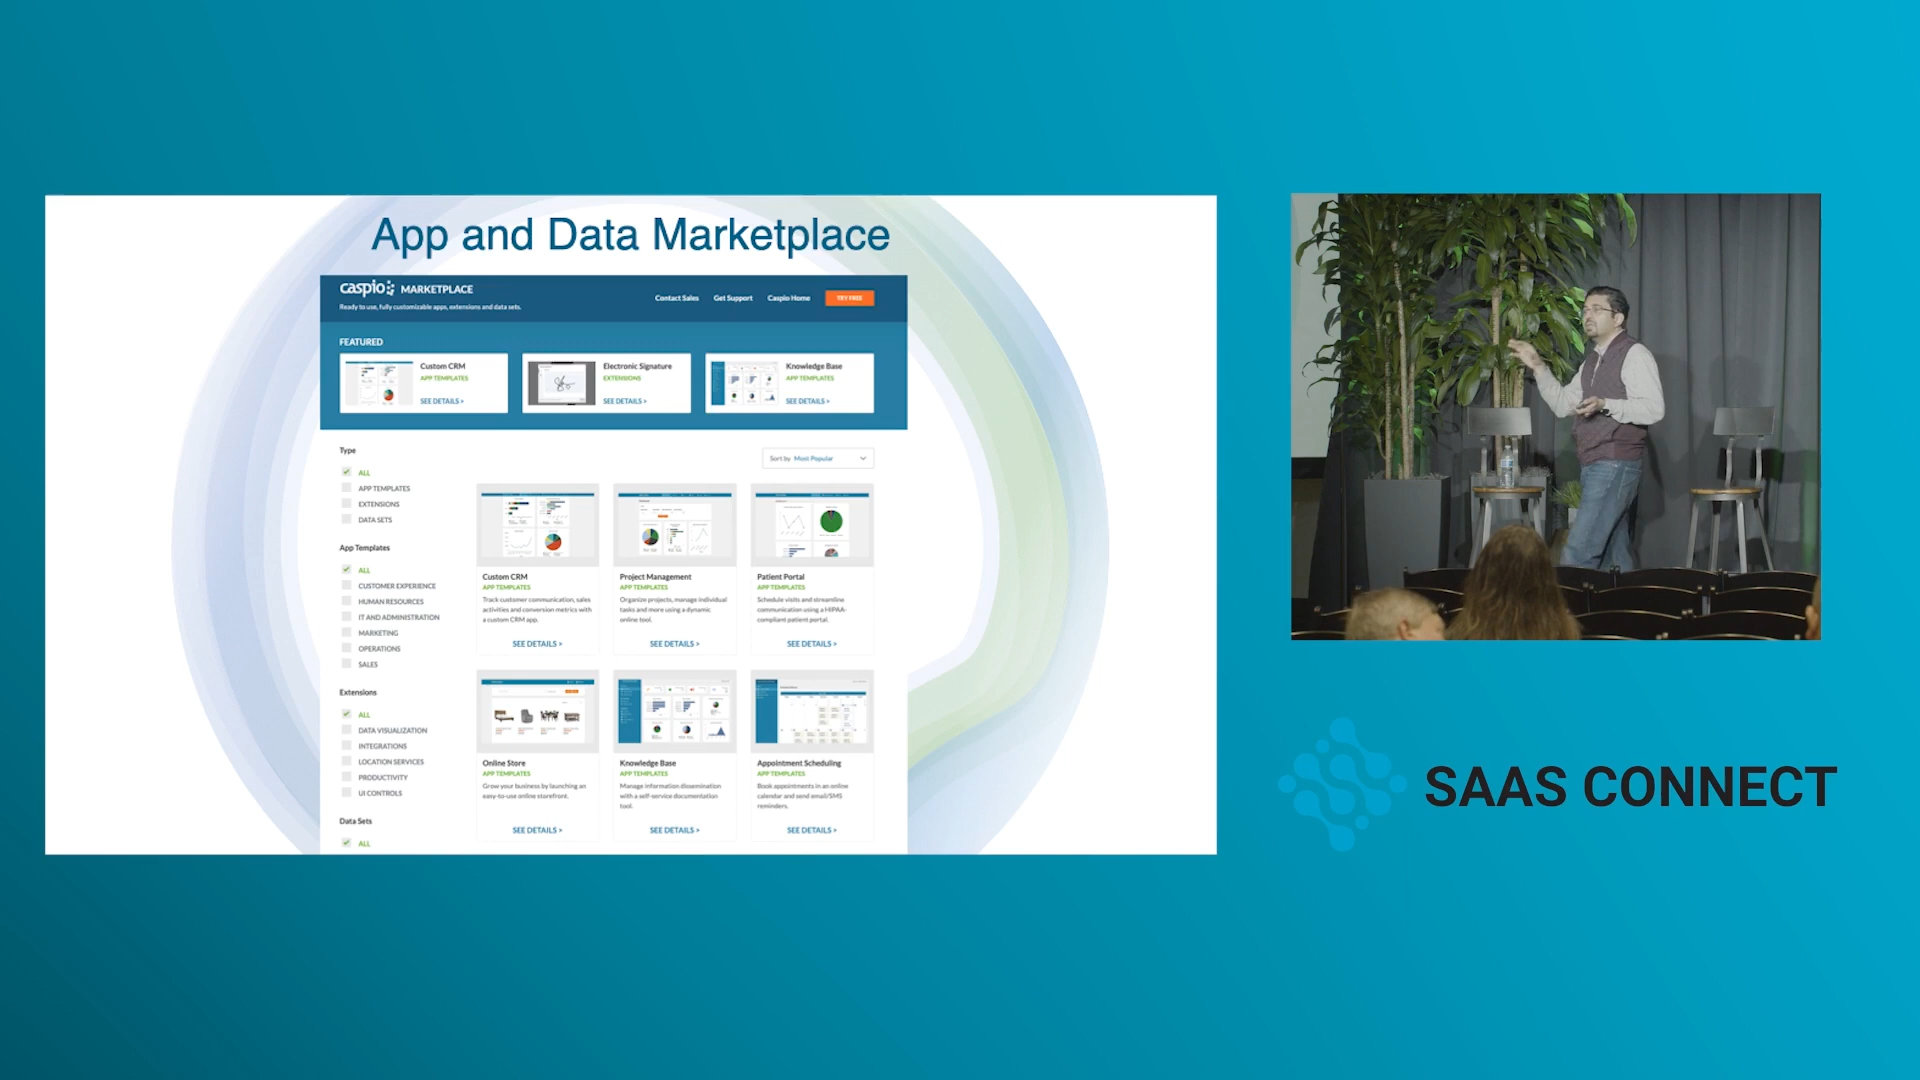 App and Data Marketplace
caspio MARKETPLACE
Ready to use, fully customizable apps, extensions and data sets.
Contact Sales
Get Support
Caspio Home
TRY FREE
FEATURED
Custom CRM
APP TEMPLATES
SEE DETAILS >
Electronic Signature
EXTENSIONS
SEE DETAILS >
Knowledge Base
APP TEMPLATES
SEE DETAILS >
Type
ALL
APP TEMPLATES
EXTENSIONS
DATA SETS
App Templates
ALL
CUSTOMER EXPERIENCE
HUMAN RESOURCES
IT AND ADMINISTRATION
MARKETING
OPERATIONS
SALES
Extensions
ALL
DATA VISUALIZATION
INTEGRATIONS
LOCATION SERVICES
PRODUCTIVITY
UI CONTROLS
Data Sets
ALL
Sort by Most Popular
Custom CRM
APP TEMPLATES
Track customer communication, sales
activities and conversion metrics with
a custom CRM app.
SEE DETAILS >
Project Management
APP TEMPLATES
Organize projects, manage individual
tasks and more using a dynamic
online tool.
SEE DETAILS >
Patient Portal
APP TEMPLATES
Schedule visits and streamline
communication using a HIPAA-
compliant patient portal.
SEE DETAILS >
Online Store
APP TEMPLATES
Grow your business by launching an
easy-to-use online storefront.
SEE DETAILS >
Knowledge Base
APP TEMPLATES
Manage information dissemination
with a self-service documentation
tool.
SEE DETAILS >
Appointment Scheduling
APP TEMPLATES
Book appointments in an online
calendar and send email/SMS
reminders.
SEE DETAILS >
SAAS CONNECT